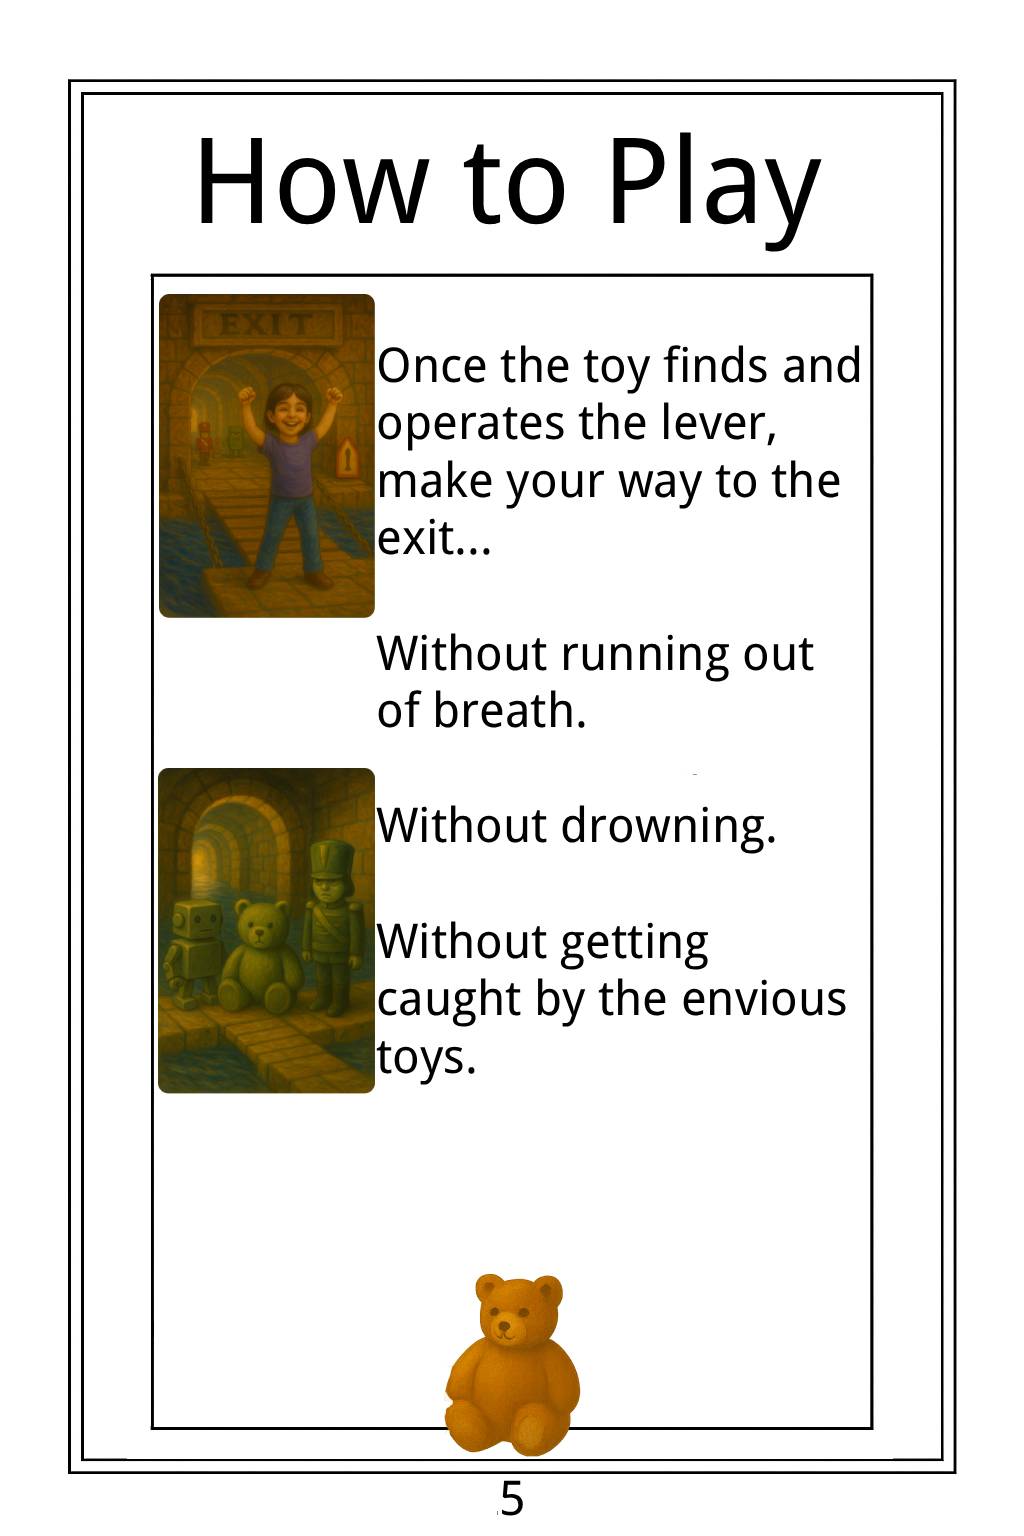 How to Play
EXIT
Once the toy finds and
operates the lever,
make your way to the
exit...
Without running out
of breath.
Without drowning.
Without getting
caught by the envious
toys.
5